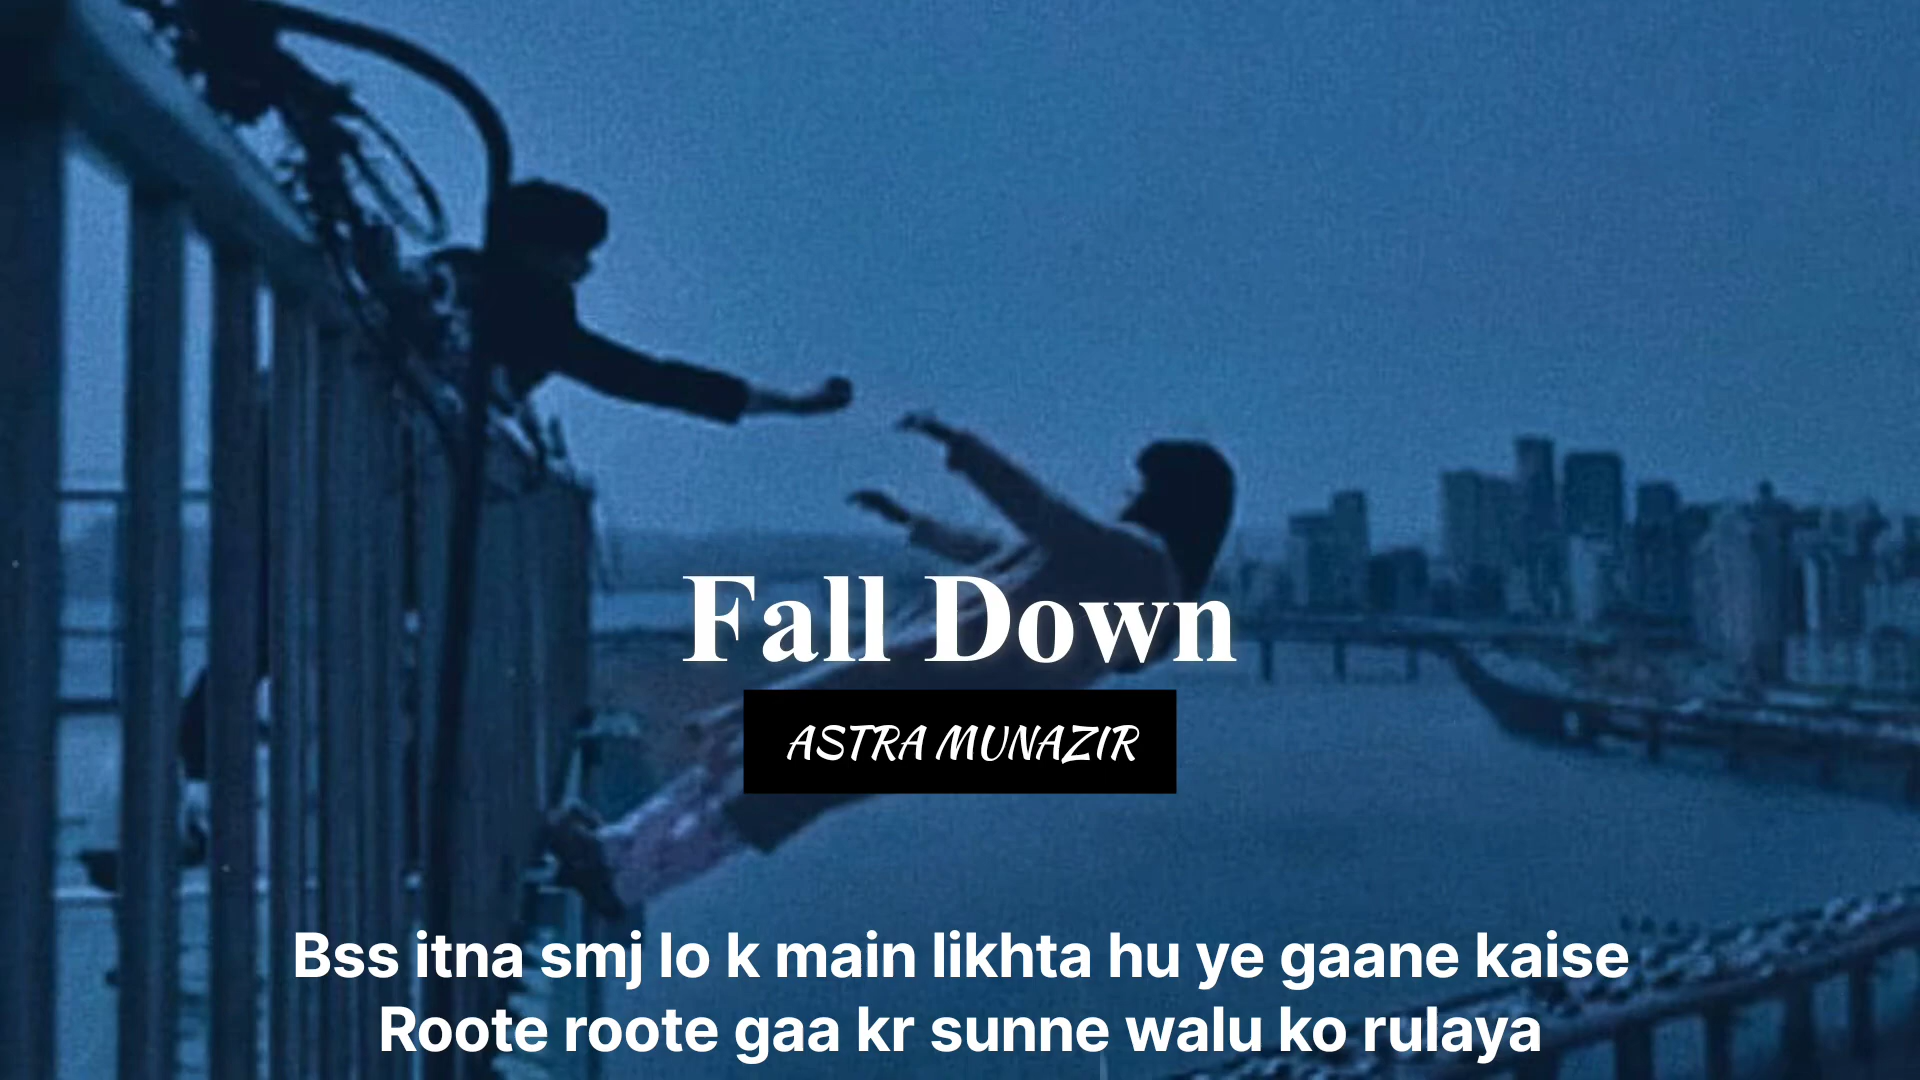 Fall Down
ASTRA MUNAZIR
Bss itna smj lo k main likhta hu ye gaane kaise
Roote roote gaa kr sunne walu ko rulaya